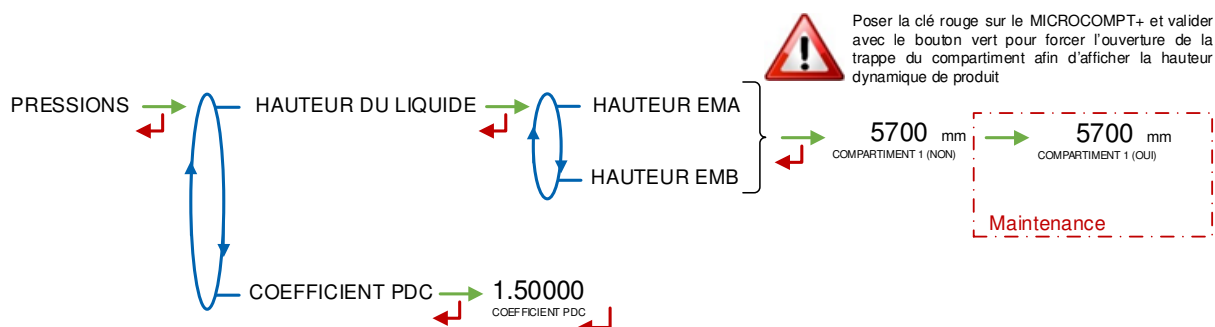 Poser la clé rouge sur le MICROCOMPT+ et valider
avec le bouton vert pour forcer l'ouverture de la
trappe du compartiment afin d'afficher la hauteur
dynamique de produit
PRESSIONS
HAUTEUR DU LIQUIDE
HAUTEUR EMA
HAUTEUR EMB
5700 mm
COMPARTIMENT 1 (NON)
5700 mm
COMPARTIMENT 1 (OUI)
Maintenance
COEFFICIENT PDC
1.50000
COEFFICIENT PDC